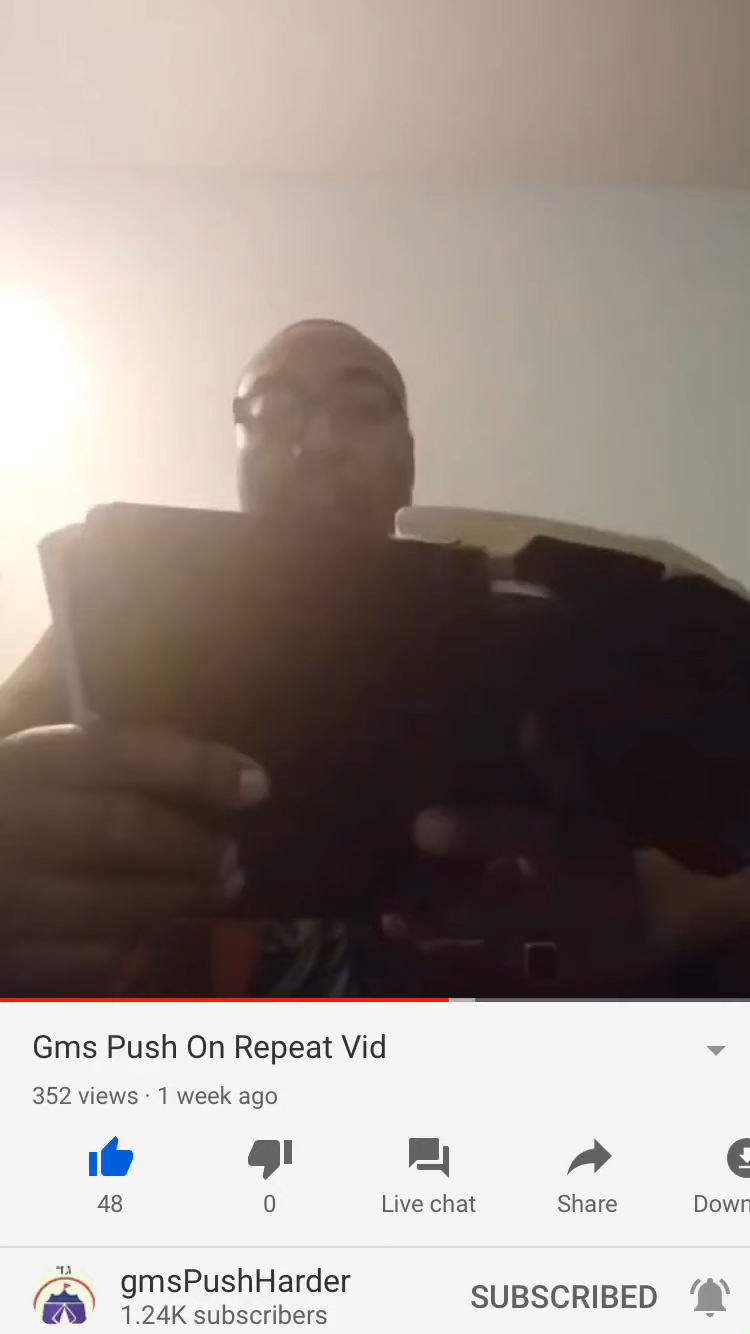 Gms Push On Repeat Vid
352 views · 1 week ago
48
0
Live chat
Share
Down
gmsPushHarder
1.24K subscribers
SUBSCRIBED